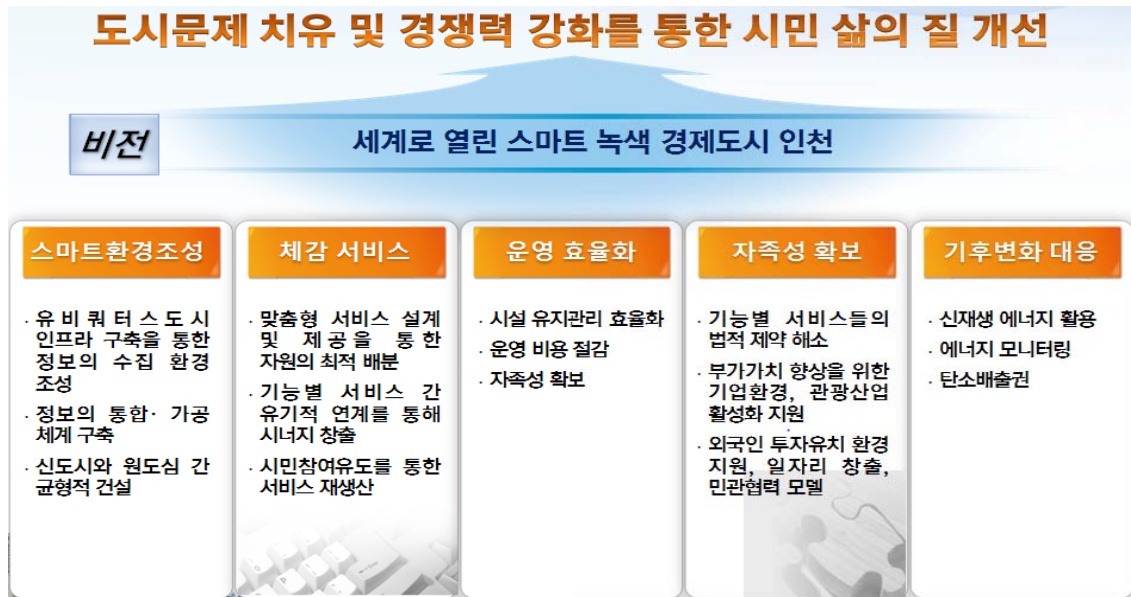 도시문제 치유 및 경쟁력 강화를 통한 시민 삶의 질 개선
비전
세계로 열린 스마트 녹색 경제도시 인천
스마트환경조성
· 유비쿼터스도시
인프라 구축을 통한
정보의 수집 환경
조성
· 정보의 통합· 가공
체계 구축
· 신도시와 원도심 간
균형적 건설
체감 서비스
· 맞춤형 서비스 설계
및 제공을 통한
자원의 최적 배분
· 기능별 서비스 간
유기적 연계를 통해
시너지 창출
· 시민참여유도를 통한
서비스 재생산
운영 효율화
· 시설 유지관리 효율화
· 운영 비용 절감
· 자족성 확보
자족성 확보
· 기능별 서비스들의
법적 제약 해소
· 부가가치 향상을 위한
기업환경, 관광산업
활성화 지원
· 외국인 투자유치 환경
지원, 일자리 창출,
민관협력 모델
기후변화 대응
· 신재생 에너지 활용
· 에너지 모니터링
· 탄소배출권